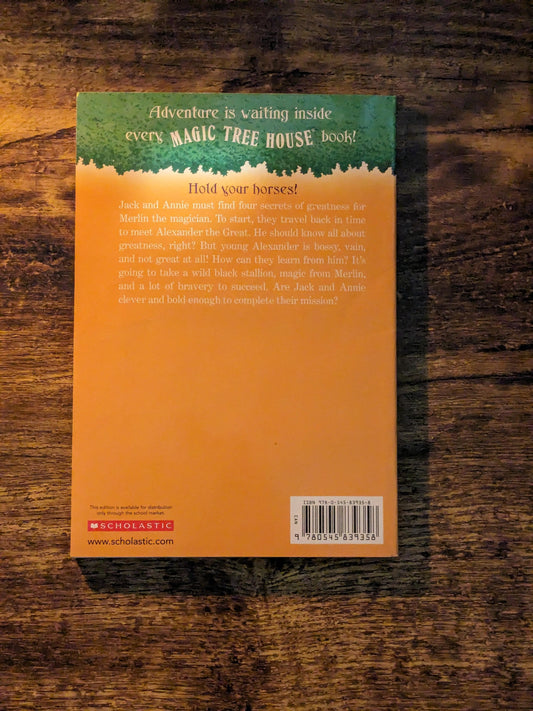 Adventure is waiting inside
every MAGIC TREE HOUSE™ book!
Hold your horses!
Jack and Annie must find four secrets of greatness for
Merlin the magician. To start, they travel back in time
to meet Alexander the Great. He should know all about
greatness, right? But young Alexander is bossy, vain,
and not great at all! How can they learn from him? It's
going to take a wild black stallion, magic from Merlin,
and a lot of bravery to succeed. Are Jack and Annie
clever and bold enough to complete their mission?
This edition is available for distribution
only through the school market.
SCHOLASTIC
www.scholastic.com
ISBN 978-0-545-83935-8
EAN
9 780545 839358